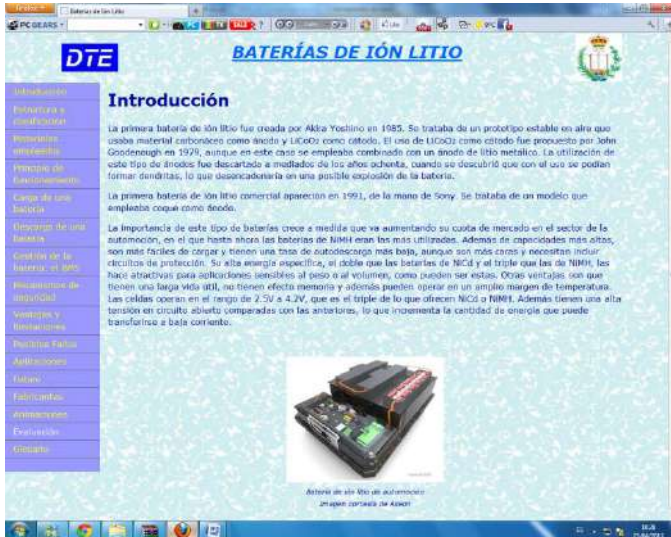 Baterías de Ión Litio
PC GEARS
DTE
BATERÍAS DE IÓN LITIO
Introducción
Introducción
Estructura y
clasificación
Materiales
empleados
Principio de
funcionamiento
Carga de una
batería
Descarga de una
batería
Gestión de la
batería: el BMS
Mecanismos de
seguridad
Ventajas y
limitaciones
Posibles Fallos
Aplicaciones
Futuro
Fabricantes
Animaciones
Evaluación
Glosario
La primera batería de ión litio fue creada por Akira Yoshino en 1985. Se trataba de un prototipo estable en aire que
usaba material carbonáceo como ánodo y LiCoO2 como cátodo. El uso de LiCoO2 como cátodo fue propuesto por John
Goodenough en 1979, aunque en este caso se empleaba combinado con un ánodo de litio metálico. La utilización de
este tipo de ánodos fue descartado a mediados de los años ochenta, cuando se descubrió que con el uso se podían
formar dendritas, lo que desencadenaría en una posible explosión de la batería.
La primera batería de ión litio comercial apareción en 1991, de la mano de Sony. Se trataba de un modelo que
empleaba coque como ánodo.
La importancia de este tipo de baterías crece a medida que va aumentando su cuota de mercado en el sector de la
automoción, en el que hasta ahora las baterías de NiMH eran las más utilizadas. Además de capacidades más altas,
son más fáciles de cargar y tienen una tasa de autodescarga más baja, aunque son más caras y necesitan incluir
circuitos de protección. Su alta energía específica, el doble que las baterías de NiCd y el triple que las de NiMH, las
hace atractivas para aplicaciones sensibles al peso o al volumen, como pueden ser estas. Otras ventajas son que
tienen una larga vida útil, no tienen efecto memoria y además pueden operar en un amplio margen de temperatura.
Las celdas operan en el rango de 2.5V a 4.2V, que es el triple de lo que ofrecen NiCd o NiMH. Además tienen una alta
tensión en circuito abierto comparadas con las anteriores, lo que incrementa la cantidad de energía que puede
transferirse a baja corriente.
Batería de ión litio de automoción
Imagen cortesía de Axeon